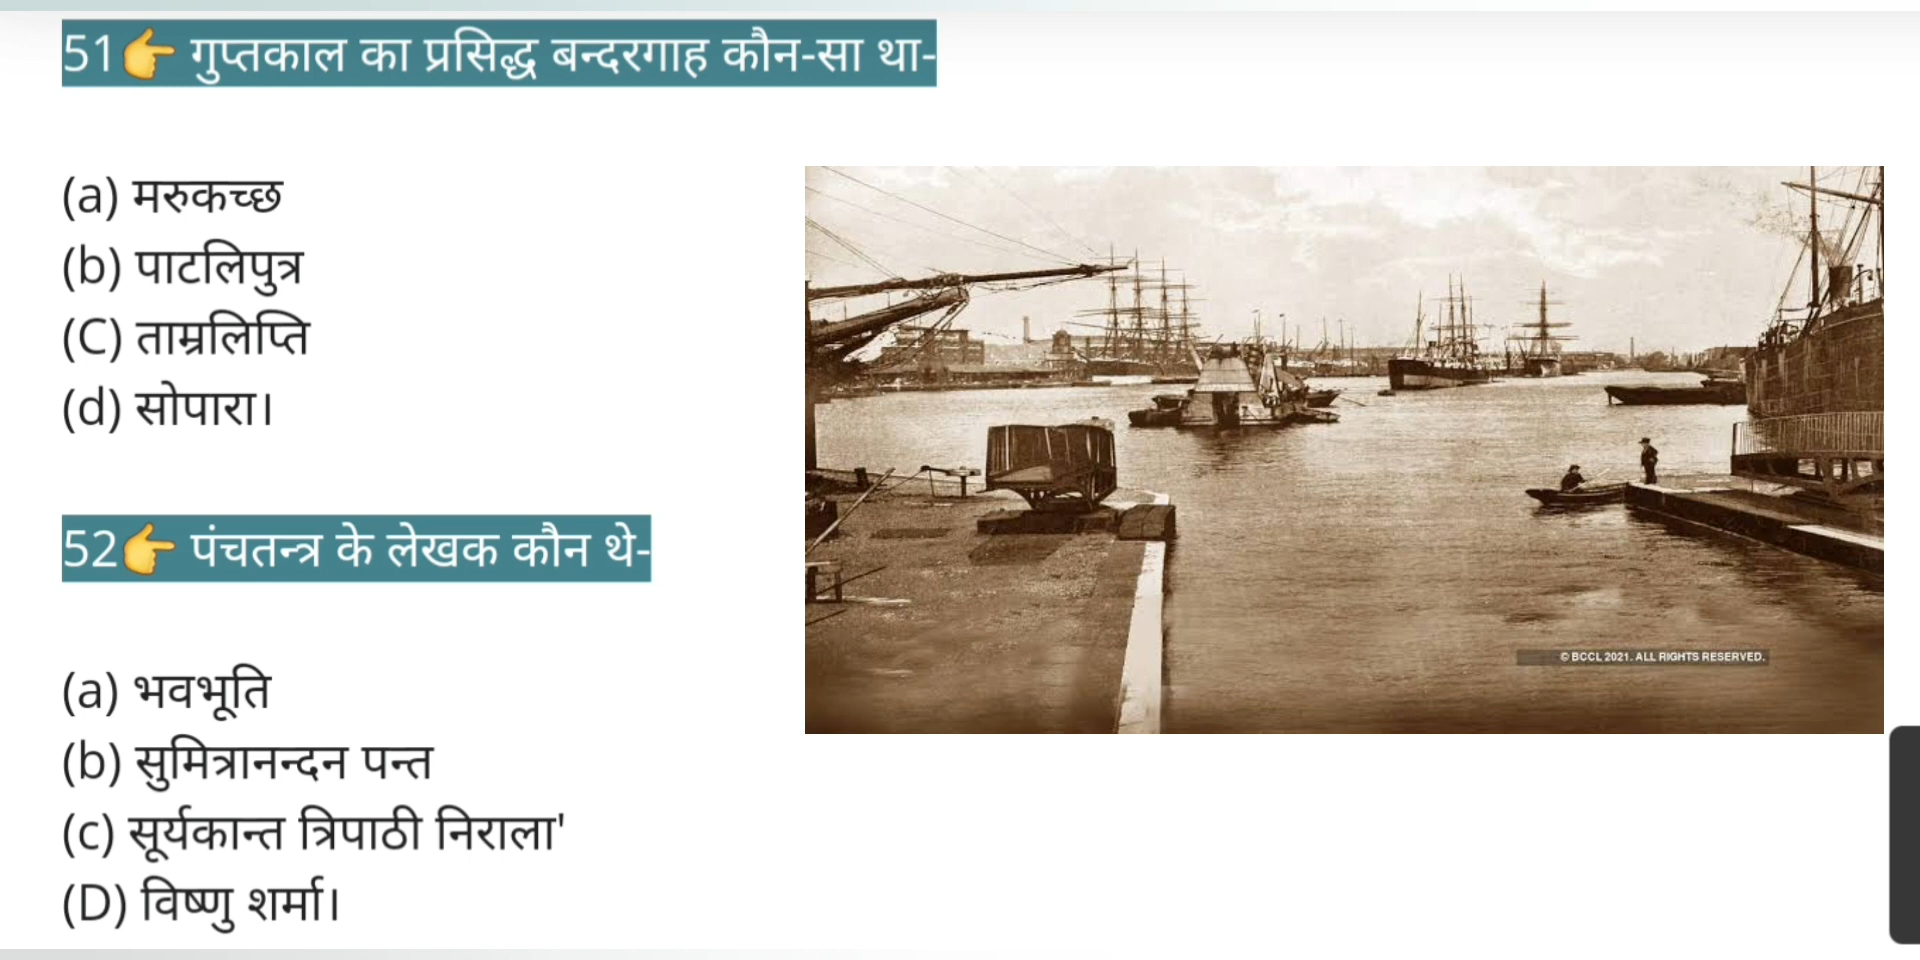 51👉 गुप्तकाल का प्रसिद्ध बन्दरगाह कौन-सा था-
(a) मरुकच्छ
(b) पाटलिपुत्र
(C) ताम्रलिप्ति
(d) सोपारा।
52👉 पंचतन्त्र के लेखक कौन थे-
(a) भवभूति
(b) सुमित्रानन्दन पन्त
(c) सूर्यकान्त त्रिपाठी निराला'
(D) विष्णु शर्मा।
© BCCL 2021. ALL RIGHTS RESERVED.